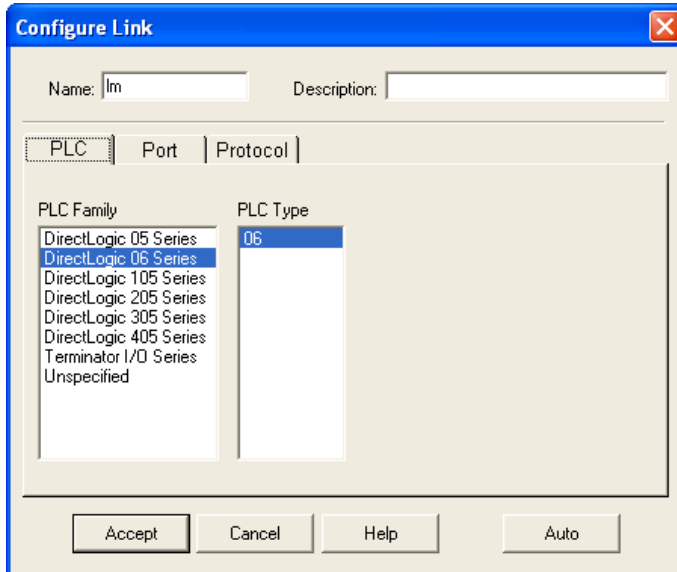 Configure Link
Name: lm Description:
PLC Port Protocol
PLC Family PLC Type
DirectLogic 05 Series 06
DirectLogic 06 Series
DirectLogic 105 Series
DirectLogic 205 Series
DirectLogic 305 Series
DirectLogic 405 Series
Terminator I/O Series
Unspecified
Accept Cancel Help Auto